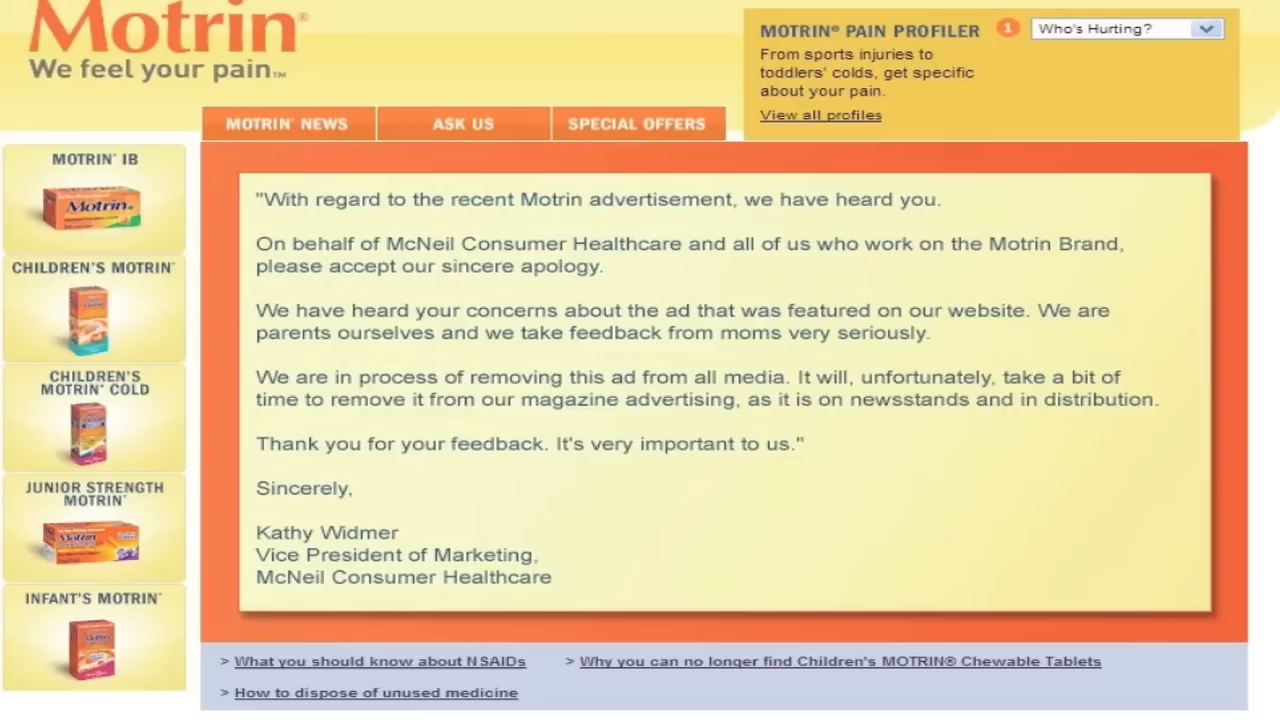 Motrin®
We feel your pain.™
MOTRIN® PAIN PROFILER
From sports injuries to
toddlers' colds, get specific
about your pain.
View all profiles
1
Who's Hurting?
MOTRIN® NEWS
ASK US
SPECIAL OFFERS
MOTRIN® IB
Motrin
CHILDREN'S MOTRIN®
CHILDREN'S
MOTRIN® COLD
JUNIOR STRENGTH
MOTRIN®
Motrin
INFANT'S MOTRIN®
Motrin
"With regard to the recent Motrin advertisement, we have heard you.
On behalf of McNeil Consumer Healthcare and all of us who work on the Motrin Brand,
please accept our sincere apology.
We have heard your concerns about the ad that was featured on our website. We are
parents ourselves and we take feedback from moms very seriously.
We are in process of removing this ad from all media. It will, unfortunately, take a bit of
time to remove it from our magazine advertising, as it is on newsstands and in distribution.
Thank you for your feedback. It's very important to us."
Sincerely,
Kathy Widmer
Vice President of Marketing,
McNeil Consumer Healthcare
> What you should know about NSAIDs
> Why you can no longer find Children's MOTRIN® Chewable Tablets
> How to dispose of unused medicine